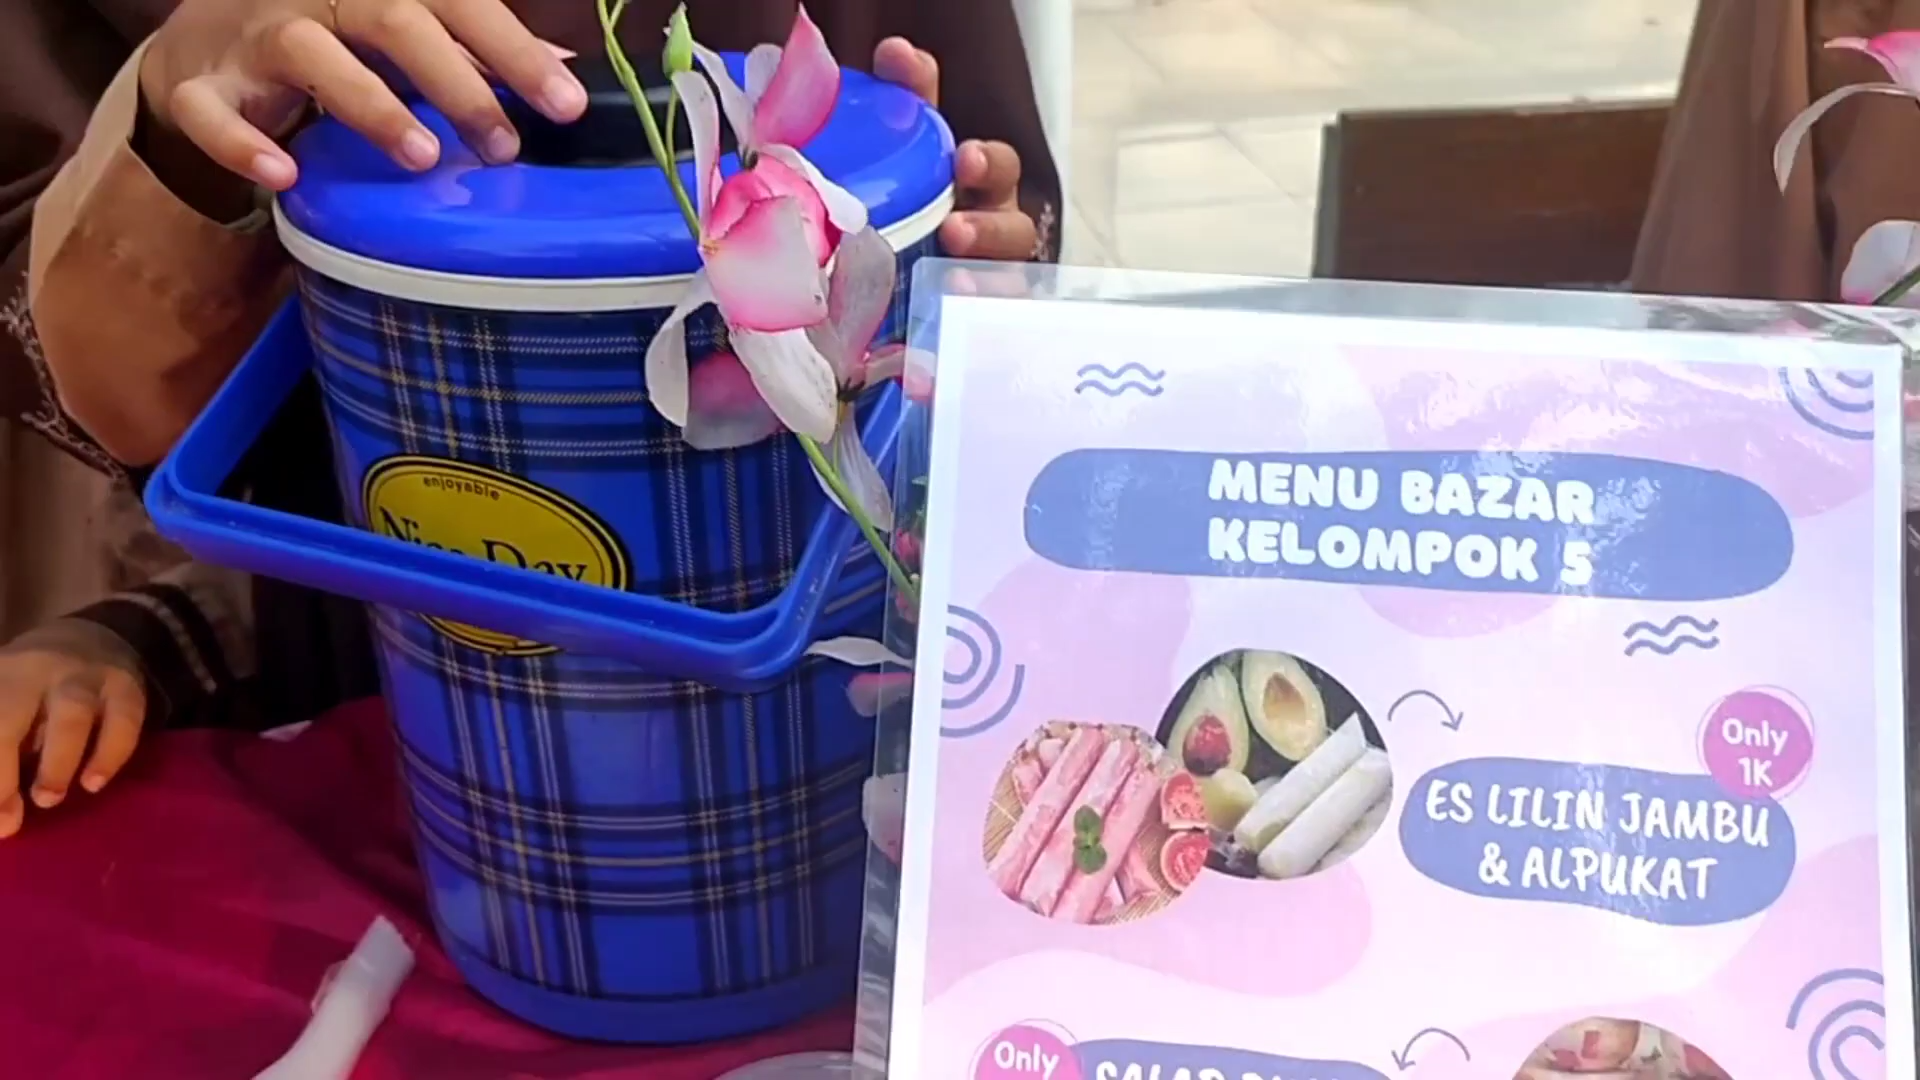 enjoyable
MENU BAZAR
KELOMPOK 5
Only
1K
ES LILIN JAMBU
& ALPUKAT
Only